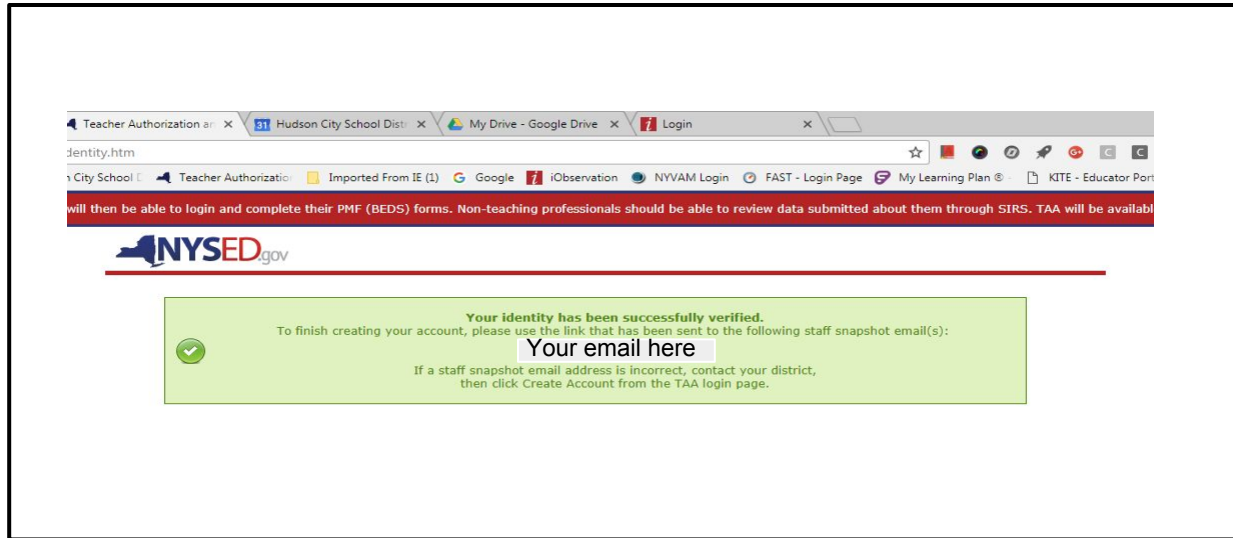 Teacher Authorization an
31 Hudson City School Dist
My Drive - Google Drive
Login
dentity.htm
City School D
Teacher Authorization
Imported From IE (1)
Google
iObservation
NYVAM Login
FAST - Login Page
My Learning Plan ®
KITE - Educator Port
will then be able to login and complete their PMF (BEDS) forms. Non-teaching professionals should be able to review data submitted about them through SIRS. TAA will be availabl
NYSED.gov
Your identity has been successfully verified.
To finish creating your account, please use the link that has been sent to the following staff snapshot email(s):
Your email here
If a staff snapshot email address is incorrect, contact your district,
then click Create Account from the TAA login page.